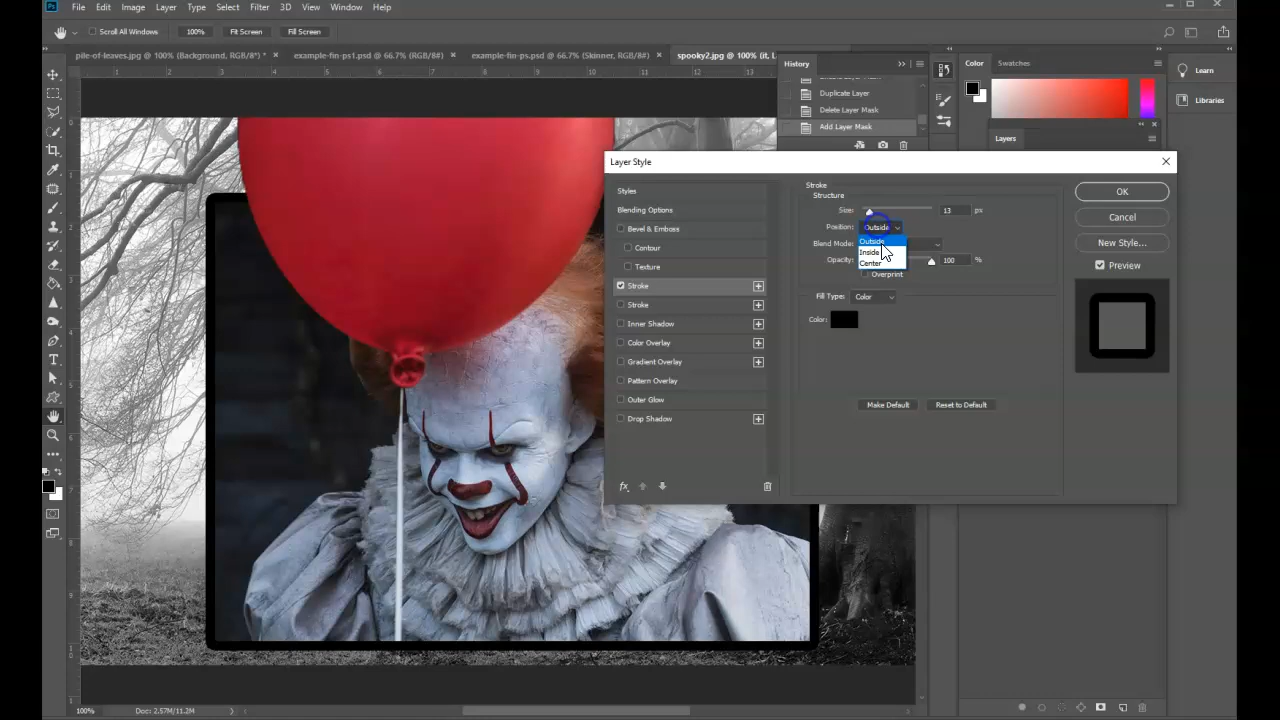 Ps File Edit Image Layer Type Select Filter 3D View Window Help
Scroll All Windows 100% Fit Screen Fill Screen
pile-of-leaves.jpg @ 100% (Background, RGB/8*) * × example-fin-ps1.psd @ 66.7% (RGB/8#) × example-fin-ps.psd @ 66.7% (Skinner, RGB/8#) × spooky2.jpg @ 100% (it, L
History
Duplicate Layer
Delete Layer Mask
Add Layer Mask
Color Swatches
Learn
Libraries
Layers
Layer Style
Styles
Blending Options
Bevel & Emboss
Contour
Texture
Stroke
Stroke
Inner Shadow
Color Overlay
Gradient Overlay
Pattern Overlay
Outer Glow
Drop Shadow
fx
Stroke
Structure
Size: 13 px
Position: Outside
Outside
Inside
Center
Blend Mode:
Opacity: 100 %
Overprint
Fill Type: Color
Color:
Make Default Reset to Default
OK
Cancel
New Style...
Preview
100% Doc: 2.57M/11.2M